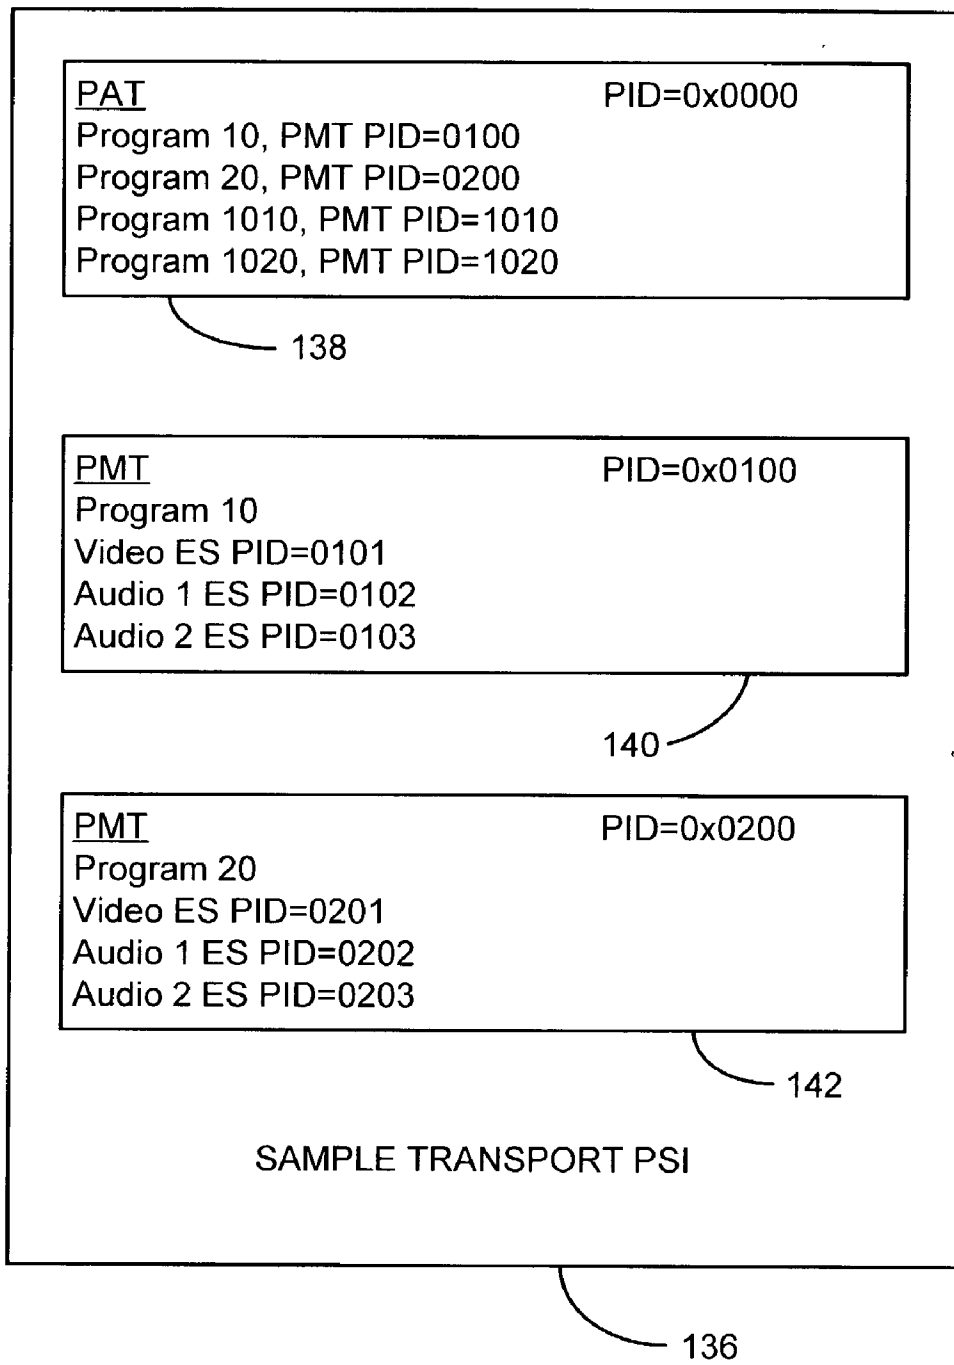 PAT PID=0x0000
Program 10, PMT PID=0100
Program 20, PMT PID=0200
Program 1010, PMT PID=1010
Program 1020, PMT PID=1020
138
PMT PID=0x0100
Program 10
Video ES PID=0101
Audio 1 ES PID=0102
Audio 2 ES PID=0103
140
PMT PID=0x0200
Program 20
Video ES PID=0201
Audio 1 ES PID=0202
Audio 2 ES PID=0203
142
SAMPLE TRANSPORT PSI
136